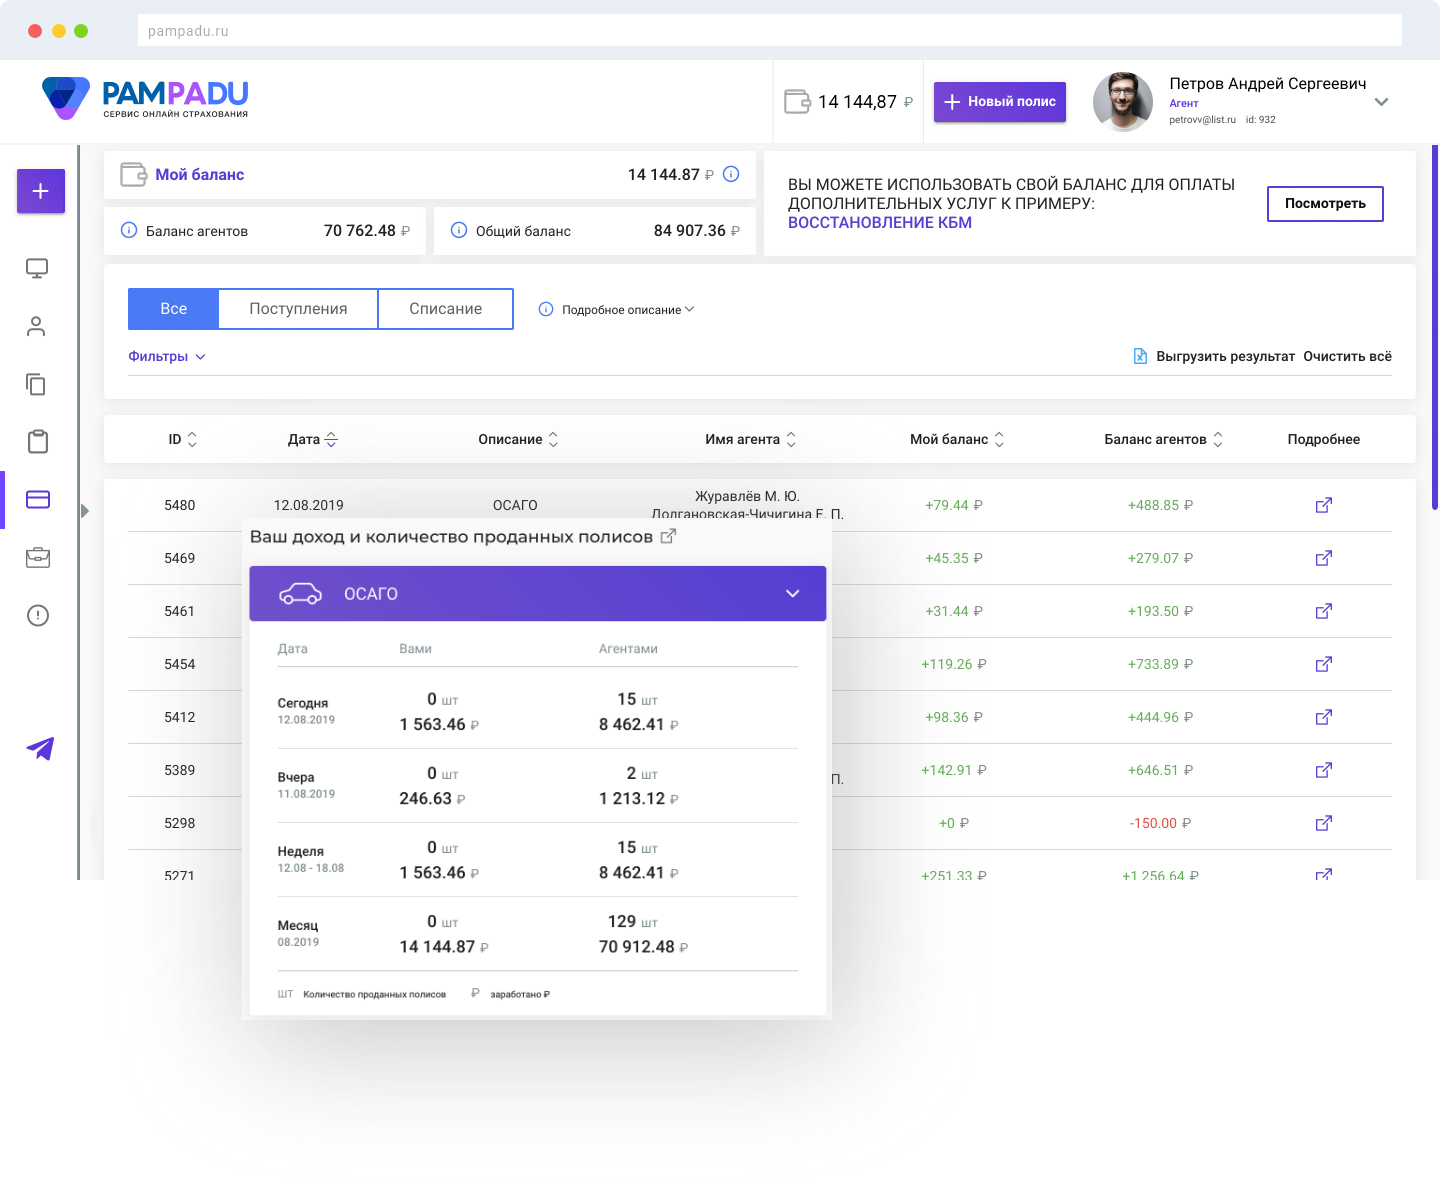 pampadu.ru
PAMPADU
СЕРВИС ОНЛАЙН СТРАХОВАНИЯ
14 144,87 ₽
Новый полис
Петров Андрей Сергеевич
Агент
petrovv@list.ru id: 932
Мой баланс
14 144.87 ₽
Баланс агентов
70 762.48 ₽
Общий баланс
84 907.36 ₽
ВЫ МОЖЕТЕ ИСПОЛЬЗОВАТЬ СВОЙ БАЛАНС ДЛЯ ОПЛАТЫ
ДОПОЛНИТЕЛЬНЫХ УСЛУГ К ПРИМЕРУ:
ВОССТАНОВЛЕНИЕ КБМ
Посмотреть
Все
Поступления
Списание
Подробное описание
Фильтры
Выгрузить результат
Очистить всё
ID
Дата
Описание
Имя агента
Мой баланс
Баланс агентов
Подробнее
5480 12.08.2019 ОСАГО
Журавлёв М. Ю.
Долгановская-Чичигина Е. П.
+79.44 ₽ +488.85 ₽
5469 +45.35 ₽ +279.07 ₽
5461 +31.44 ₽ +193.50 ₽
5454 +119.26 ₽ +733.89 ₽
5412 +98.36 ₽ +444.96 ₽
5389 П. +142.91 ₽ +646.51 ₽
5298 +0 ₽ -150.00 ₽
5271 +251.33 ₽ +1 256.64 ₽
Ваш доход и количество проданных полисов
ОСАГО
Дата Вами Агентами
Сегодня
12.08.2019
0 шт 15 шт
1 563.46 ₽ 8 462.41 ₽
Вчера
11.08.2019
0 шт 2 шт
246.63 ₽ 1 213.12 ₽
Неделя
12.08 - 18.08
0 шт 15 шт
1 563.46 ₽ 8 462.41 ₽
Месяц
08.2019
0 шт 129 шт
14 144.87 ₽ 70 912.48 ₽
ШТ Количество проданных полисов ₽ заработано ₽